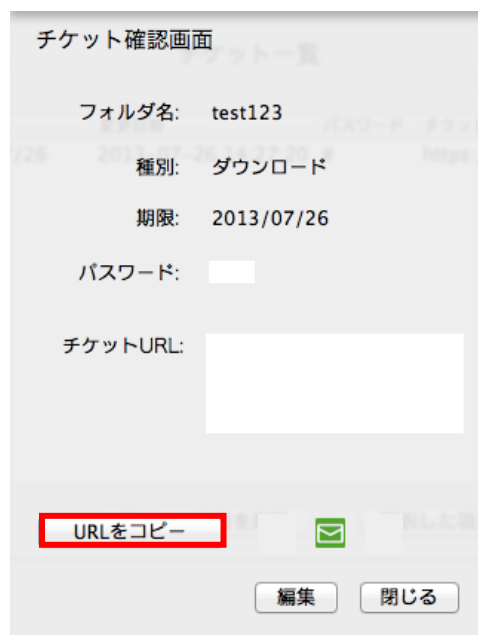 チケット確認画面
フォルダ名: test123
種別: ダウンロード
期限: 2013/07/26
パスワード:
チケットURL:
URLをコピー
編集 閉じる